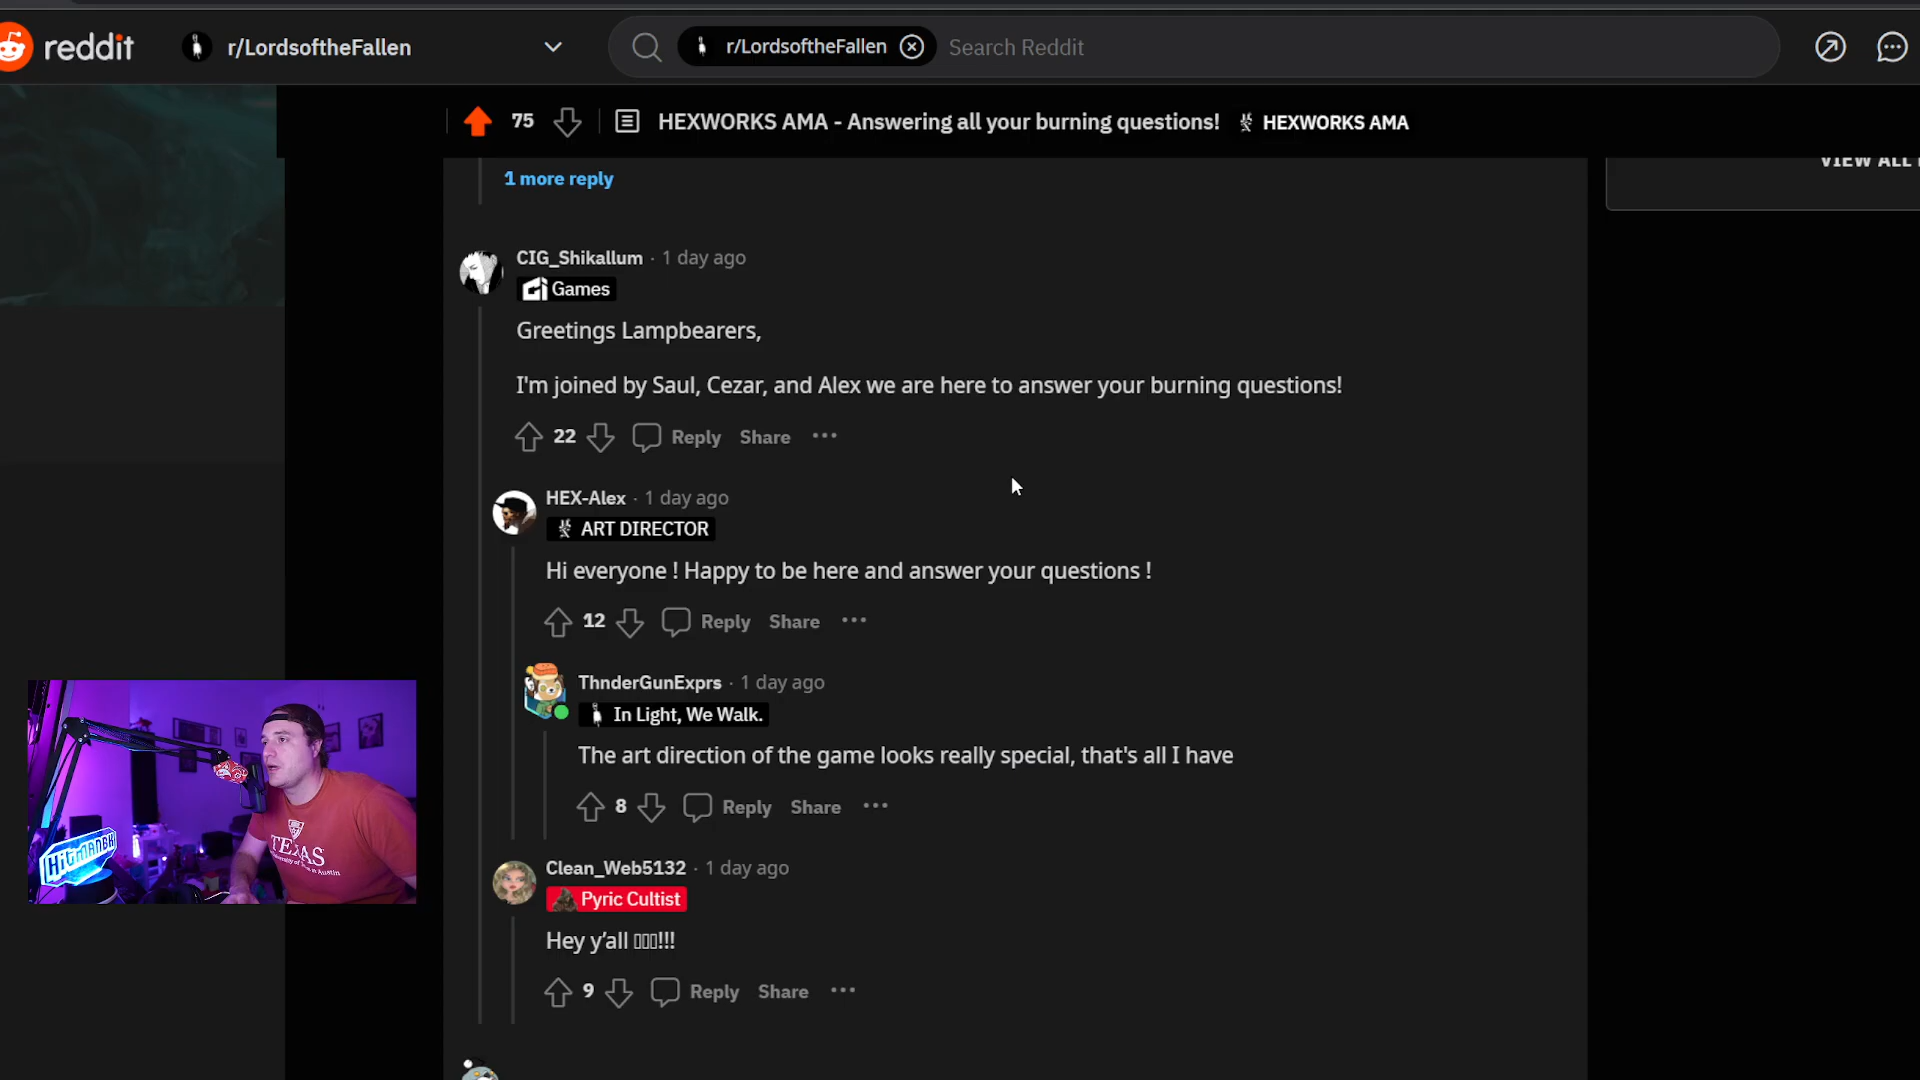 reddit r/LordsoftheFallen r/LordsoftheFallen Search Reddit
75 HEXWORKS AMA - Answering all your burning questions! HEXWORKS AMA
VIEW ALL
1 more reply
CIG_Shikallum · 1 day ago
Games
Greetings Lampbearers,
I'm joined by Saul, Cezar, and Alex we are here to answer your burning questions!
22 Reply Share ···
HEX-Alex · 1 day ago
ART DIRECTOR
Hi everyone ! Happy to be here and answer your questions !
12 Reply Share ···
ThnderGunExprs · 1 day ago
In Light, We Walk.
The art direction of the game looks really special, that's all I have
8 Reply Share ···
Clean_Web5132 · 1 day ago
Pyric Cultist
Hey y’all ▯▯▯!!!
9 Reply Share ···
HitmanBK
TEXAS